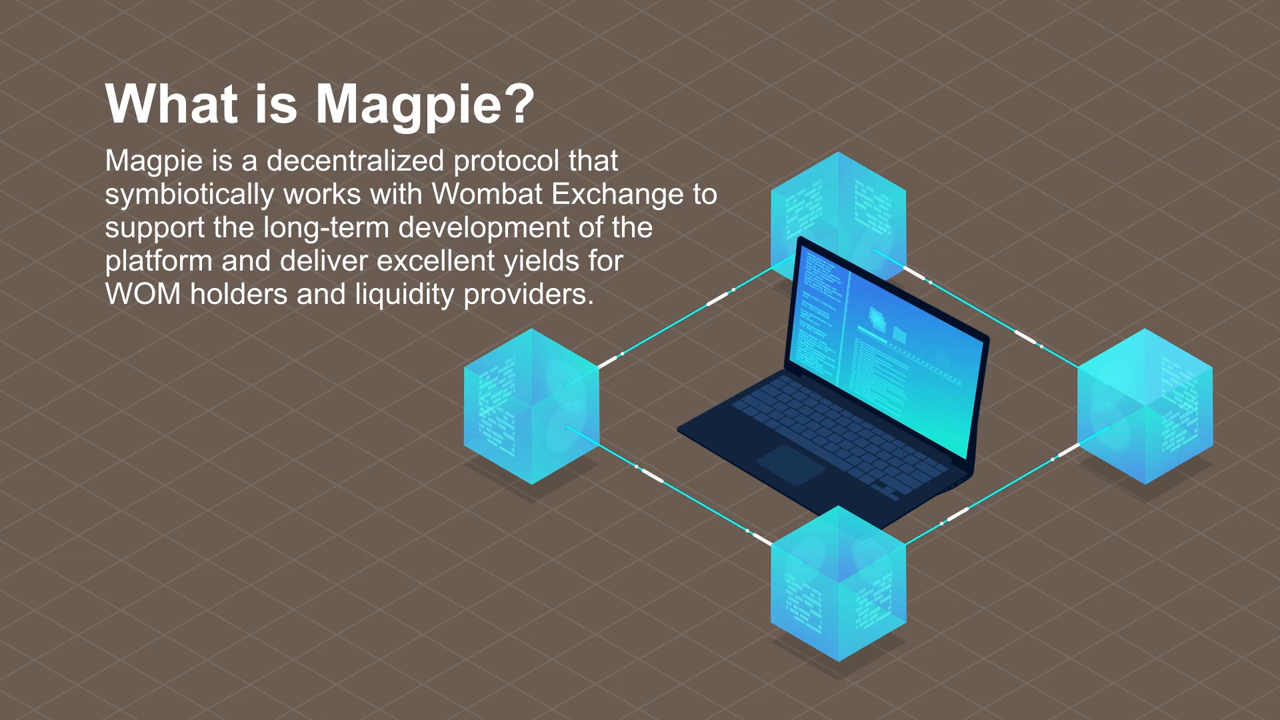 What is Magpie?
Magpie is a decentralized protocol that
symbiotically works with Wombat Exchange to
support the long-term development of the
platform and deliver excellent yields for
WOM holders and liquidity providers.